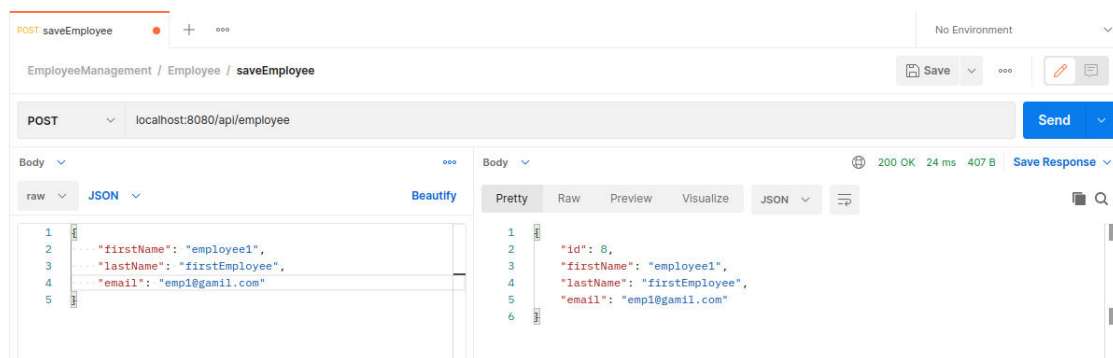 POST saveEmployee
No Environment
EmployeeManagement / Employee / saveEmployee
Save
POST localhost:8080/api/employee Send
Body
raw JSON Beautify
1 {
2 "firstName": "employee1",
3 "lastName": "firstEmployee",
4 "email": "emp1@gamil.com"
5 }
Body 200 OK 24 ms 407 B Save Response
Pretty Raw Preview Visualize JSON
1 {
2 "id": 8,
3 "firstName": "employee1",
4 "lastName": "firstEmployee",
5 "email": "emp1@gamil.com"
6 }